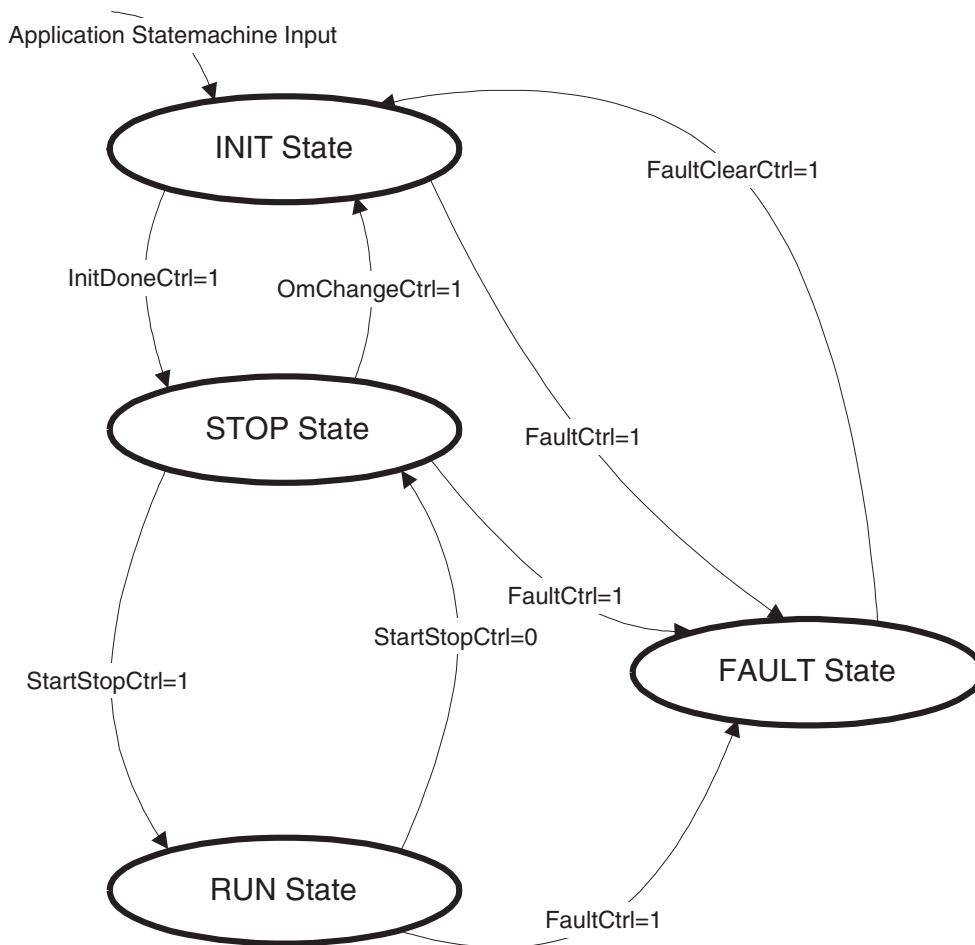 Application Statemachine Input
INIT State
FaultClearCtrl=1
InitDoneCtrl=1
OmChangeCtrl=1
STOP State
FaultCtrl=1
FaultCtrl=1
StartStopCtrl=0
StartStopCtrl=1
FAULT State
RUN State
FaultCtrl=1